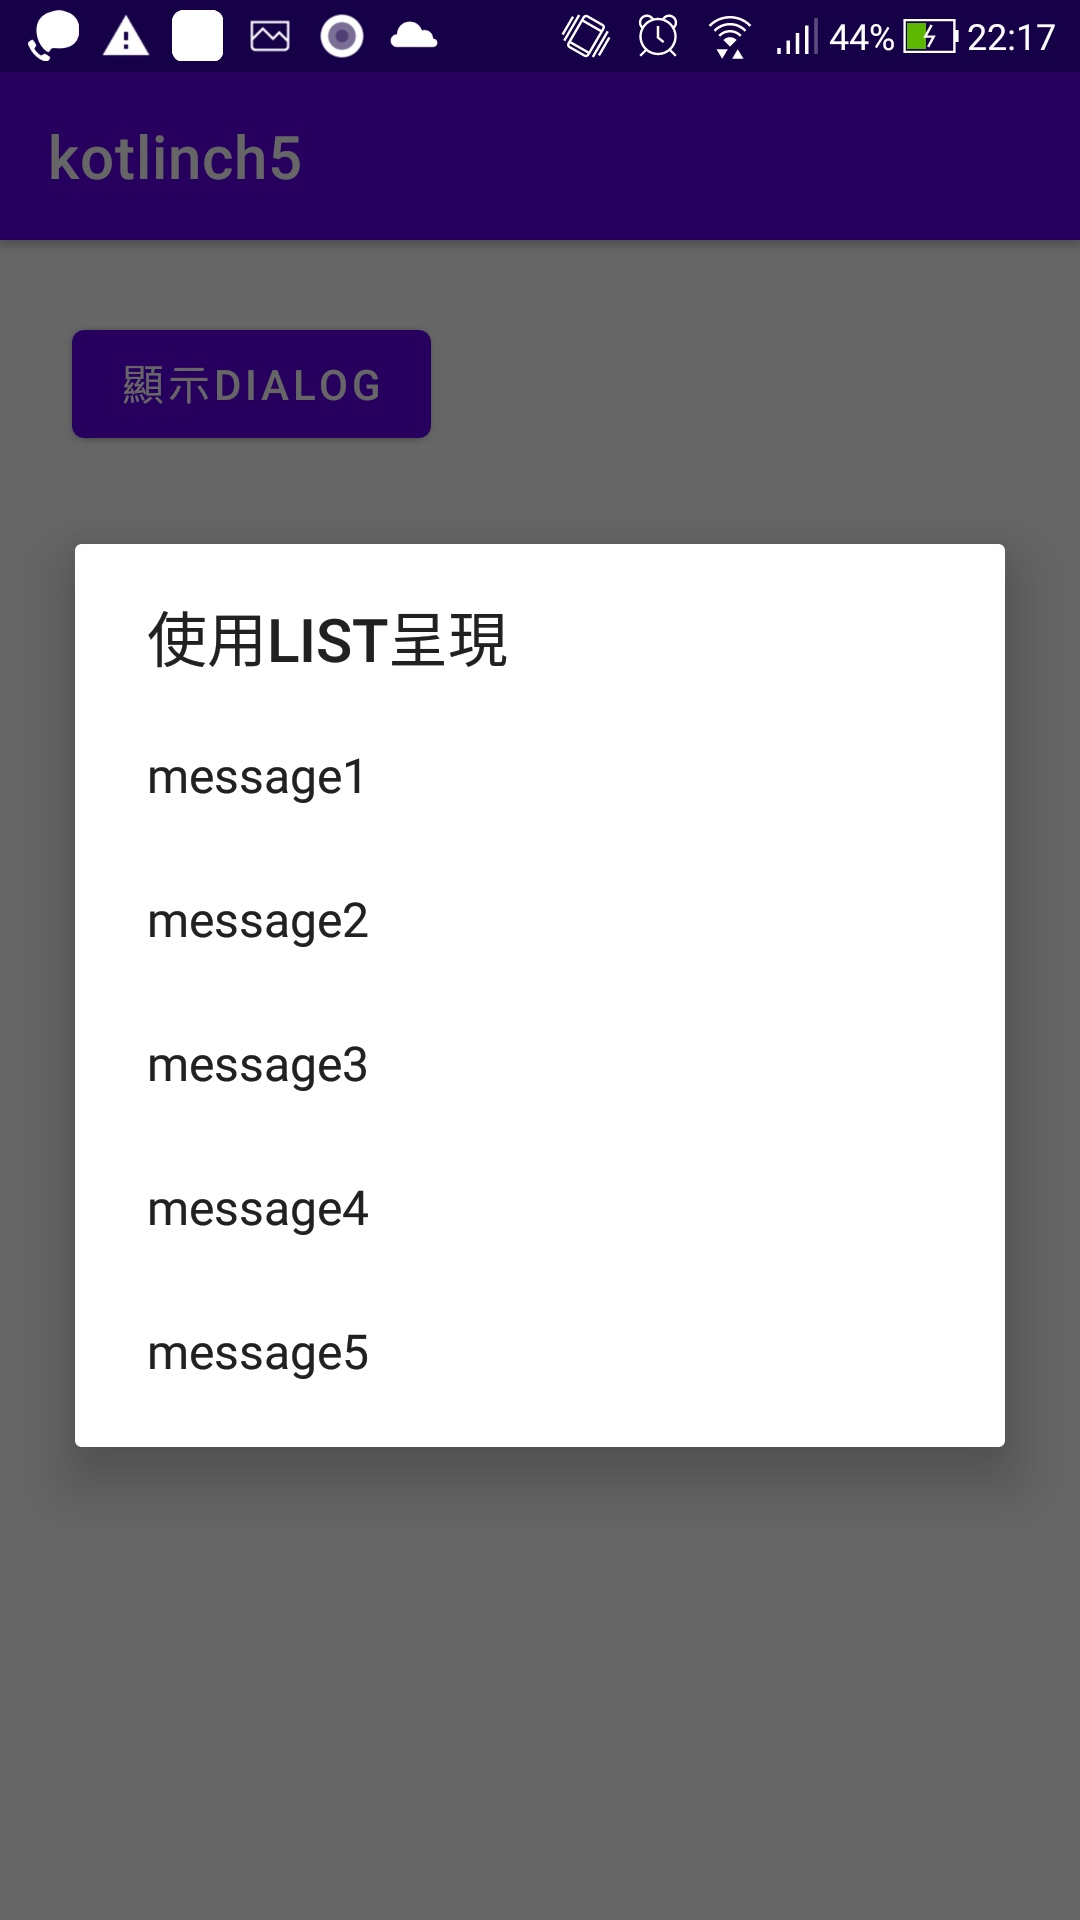 44% 22:17
kotlinch5
顯示DIALOG
使用LIST呈現
message1
message2
message3
message4
message5